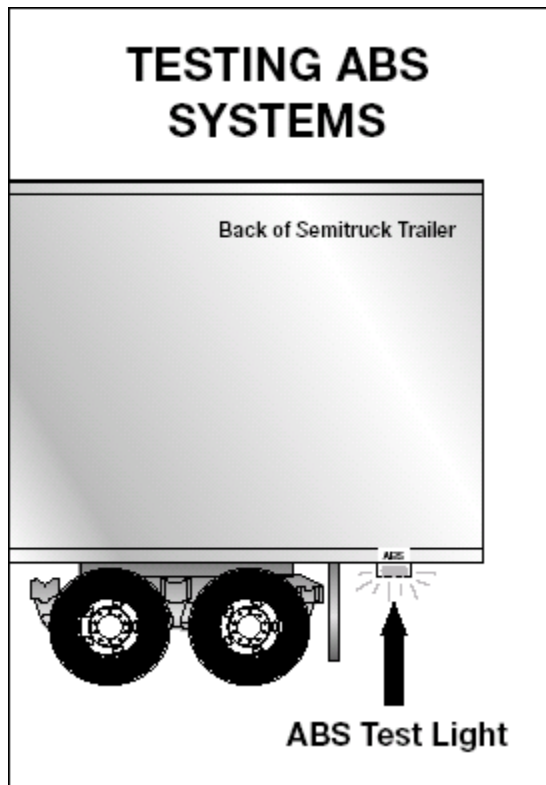 TESTING ABS
SYSTEMS
Back of Semitruck Trailer
ABS
ABS Test Light